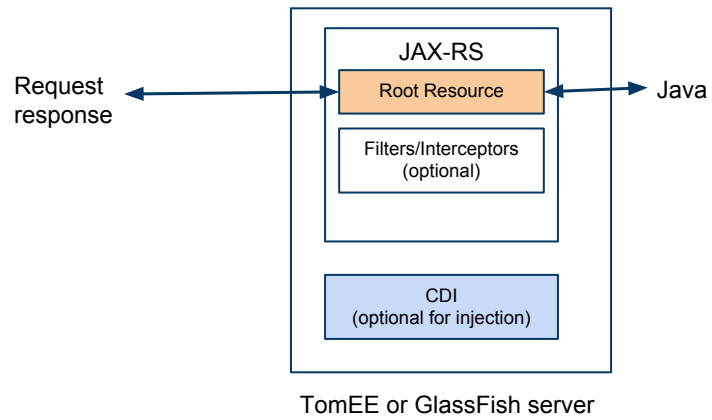 JAX-RS
Request
response
Root Resource
Java
Filters/Interceptors
(optional)
CDI
(optional for injection)
TomEE or GlassFish server